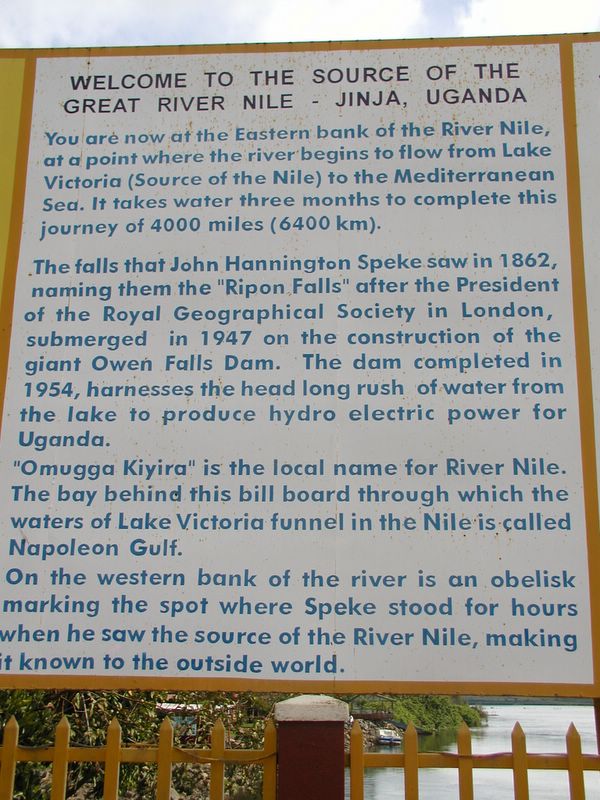 WELCOME TO THE SOURCE OF THE
GREAT RIVER NILE - JINJA, UGANDA
You are now at the Eastern bank of the River Nile,
at a point where the river begins to flow from Lake
Victoria (Source of the Nile) to the Mediterranean
Sea. It takes water three months to complete this
journey of 4000 miles (6400 km).
The falls that John Hannington Speke saw in 1862,
naming them the "Ripon Falls" after the President
of the Royal Geographical Society in London,
submerged in 1947 on the construction of the
giant Owen Falls Dam. The dam completed in
1954, harnesses the head long rush of water from
the lake to produce hydro electric power for
Uganda.
"Omugga Kiyira" is the local name for River Nile.
The bay behind this bill board through which the
waters of Lake Victoria funnel in the Nile is called
Napoleon Gulf.
On the western bank of the river is an obelisk
marking the spot where Speke stood for hours
when he saw the source of the River Nile, making
it known to the outside world.